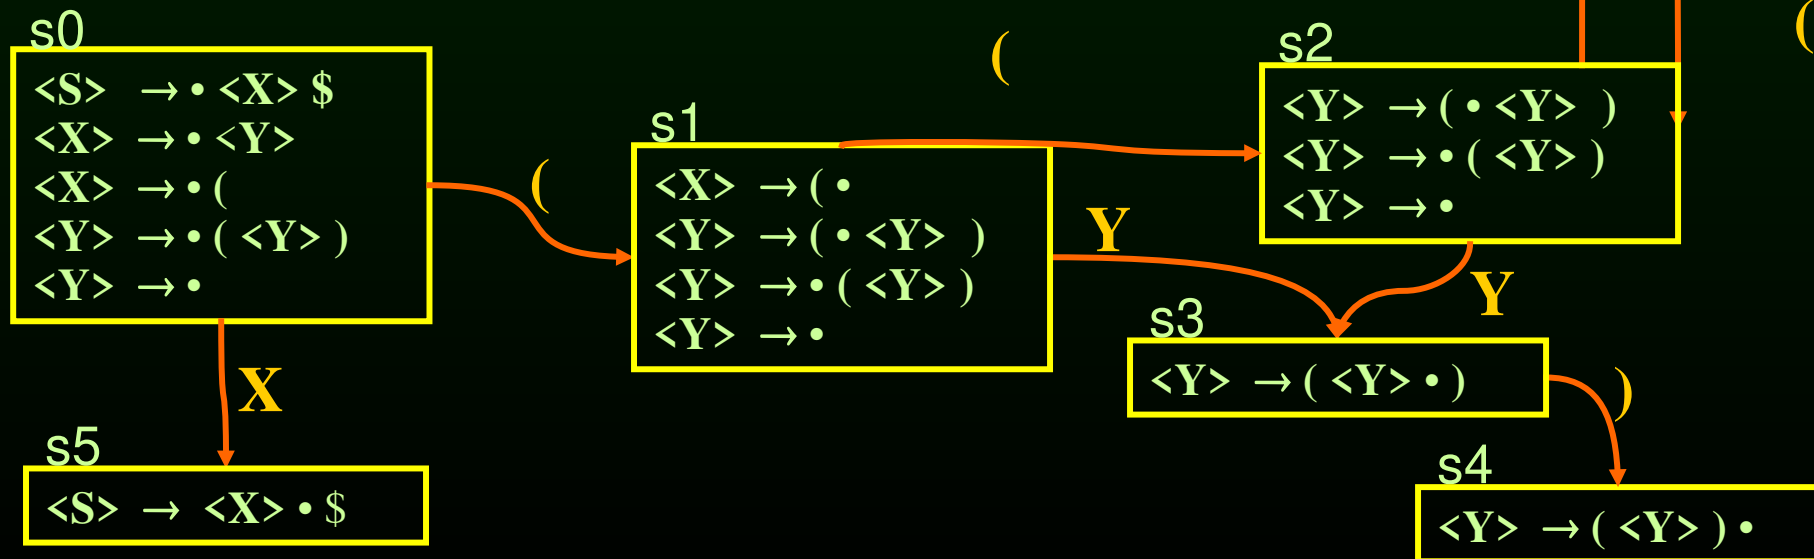 s0
<S> → • <X> $
<X> → • <Y>
<X> → • (
<Y> → • ( <Y> )
<Y> → •
(
s1
<X> → ( •
<Y> → ( • <Y> )
<Y> → • ( <Y> )
<Y> → •
(
s2
<Y> → ( • <Y> )
<Y> → • ( <Y> )
<Y> → •
(
Y
Y
s3
<Y> → ( <Y> • )
)
X
s5
<S> → <X> • $
s4
<Y> → ( <Y> ) •